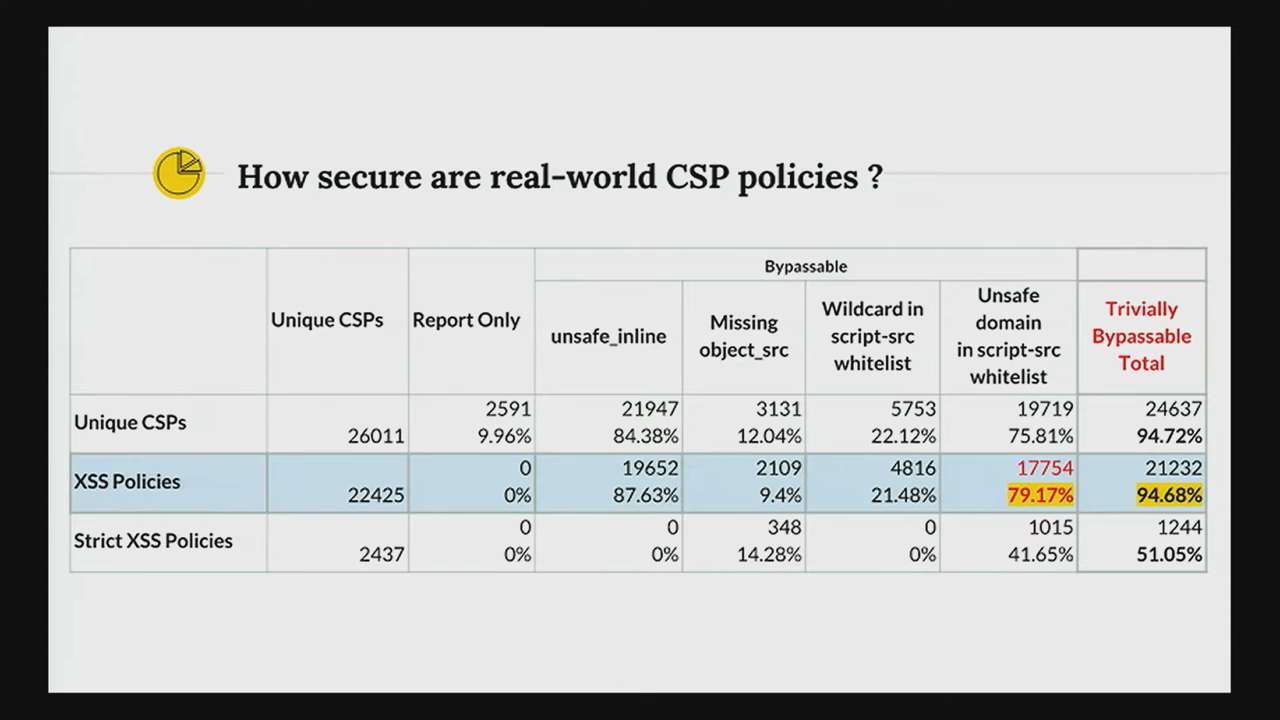 How secure are real-world CSP policies ?
Bypassable
Unique CSPs
Report Only
unsafe_inline
Missing
object_src
Wildcard in
script-src
whitelist
Unsafe
domain
in script-src
whitelist
Trivially
Bypassable
Total
Unique CSPs
26011
2591
9.96%
21947
84.38%
3131
12.04%
5753
22.12%
19719
75.81%
24637
94.72%
XSS Policies
22425
0
0%
19652
87.63%
2109
9.4%
4816
21.48%
17754
79.17%
21232
94.68%
Strict XSS Policies
2437
0
0%
0
0%
348
14.28%
0
0%
1015
41.65%
1244
51.05%